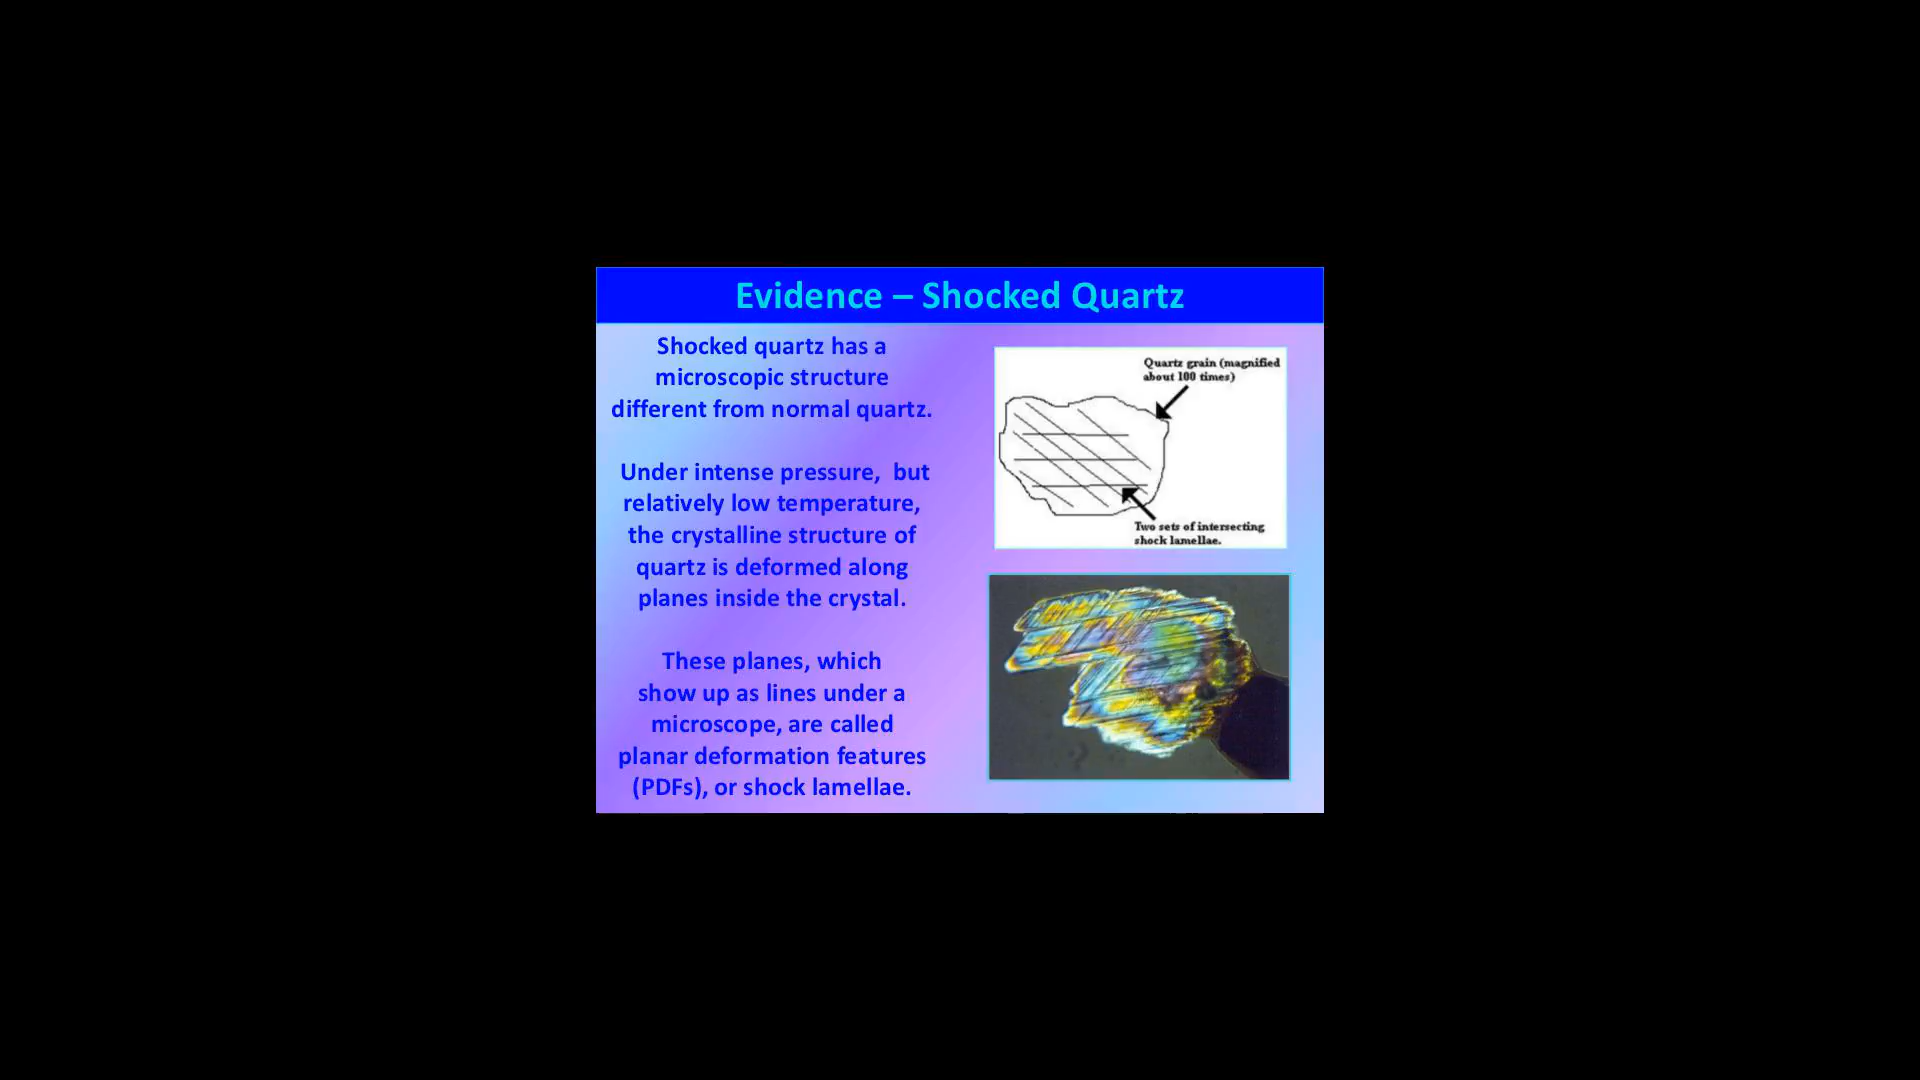 Evidence – Shocked Quartz
Shocked quartz has a
microscopic structure
different from normal quartz.
Under intense pressure,  but
relatively low temperature,
the crystalline structure of
quartz is deformed along
planes inside the crystal.
These planes, which
show up as lines under a
microscope, are called
planar deformation features
(PDFs), or shock lamellae.
Quartz grain (magnified
about 100 times)
Two sets of intersecting
shock lamellae.